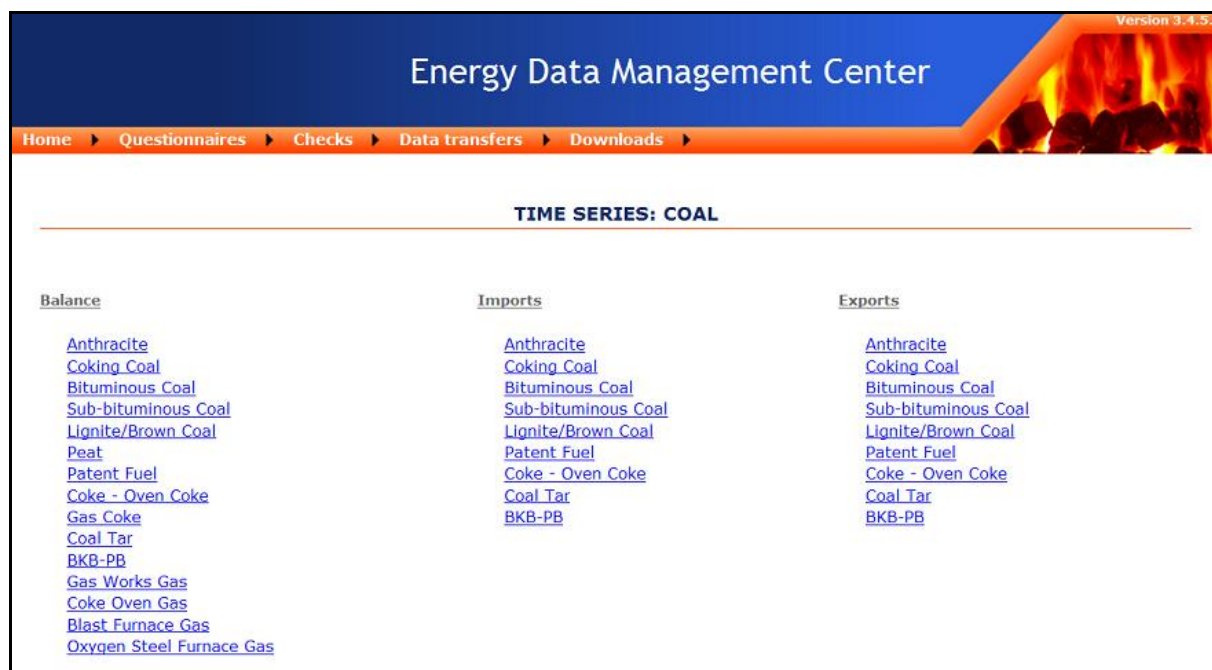 Version 3.4.5
Energy Data Management Center
Home Questionnaires Checks Data transfers Downloads
TIME SERIES: COAL
Balance
Anthracite
Coking Coal
Bituminous Coal
Sub-bituminous Coal
Lignite/Brown Coal
Peat
Patent Fuel
Coke - Oven Coke
Gas Coke
Coal Tar
BKB-PB
Gas Works Gas
Coke Oven Gas
Blast Furnace Gas
Oxygen Steel Furnace Gas
Imports
Anthracite
Coking Coal
Bituminous Coal
Sub-bituminous Coal
Lignite/Brown Coal
Patent Fuel
Coke - Oven Coke
Coal Tar
BKB-PB
Exports
Anthracite
Coking Coal
Bituminous Coal
Sub-bituminous Coal
Lignite/Brown Coal
Patent Fuel
Coke - Oven Coke
Coal Tar
BKB-PB